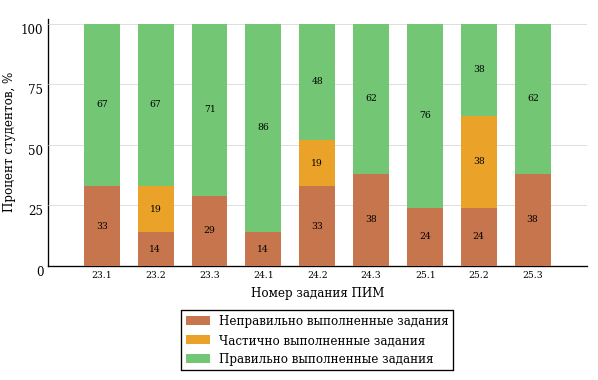 Процент студентов, %
100
75
50
25
0
67 67 71 86 48 62 76 38 62
19 19 38
33 14 29 14 33 38 24 24 38
23.1 23.2 23.3 24.1 24.2 24.3 25.1 25.2 25.3
Номер задания ПИМ
Неправильно выполненные задания
Частично выполненные задания
Правильно выполненные задания